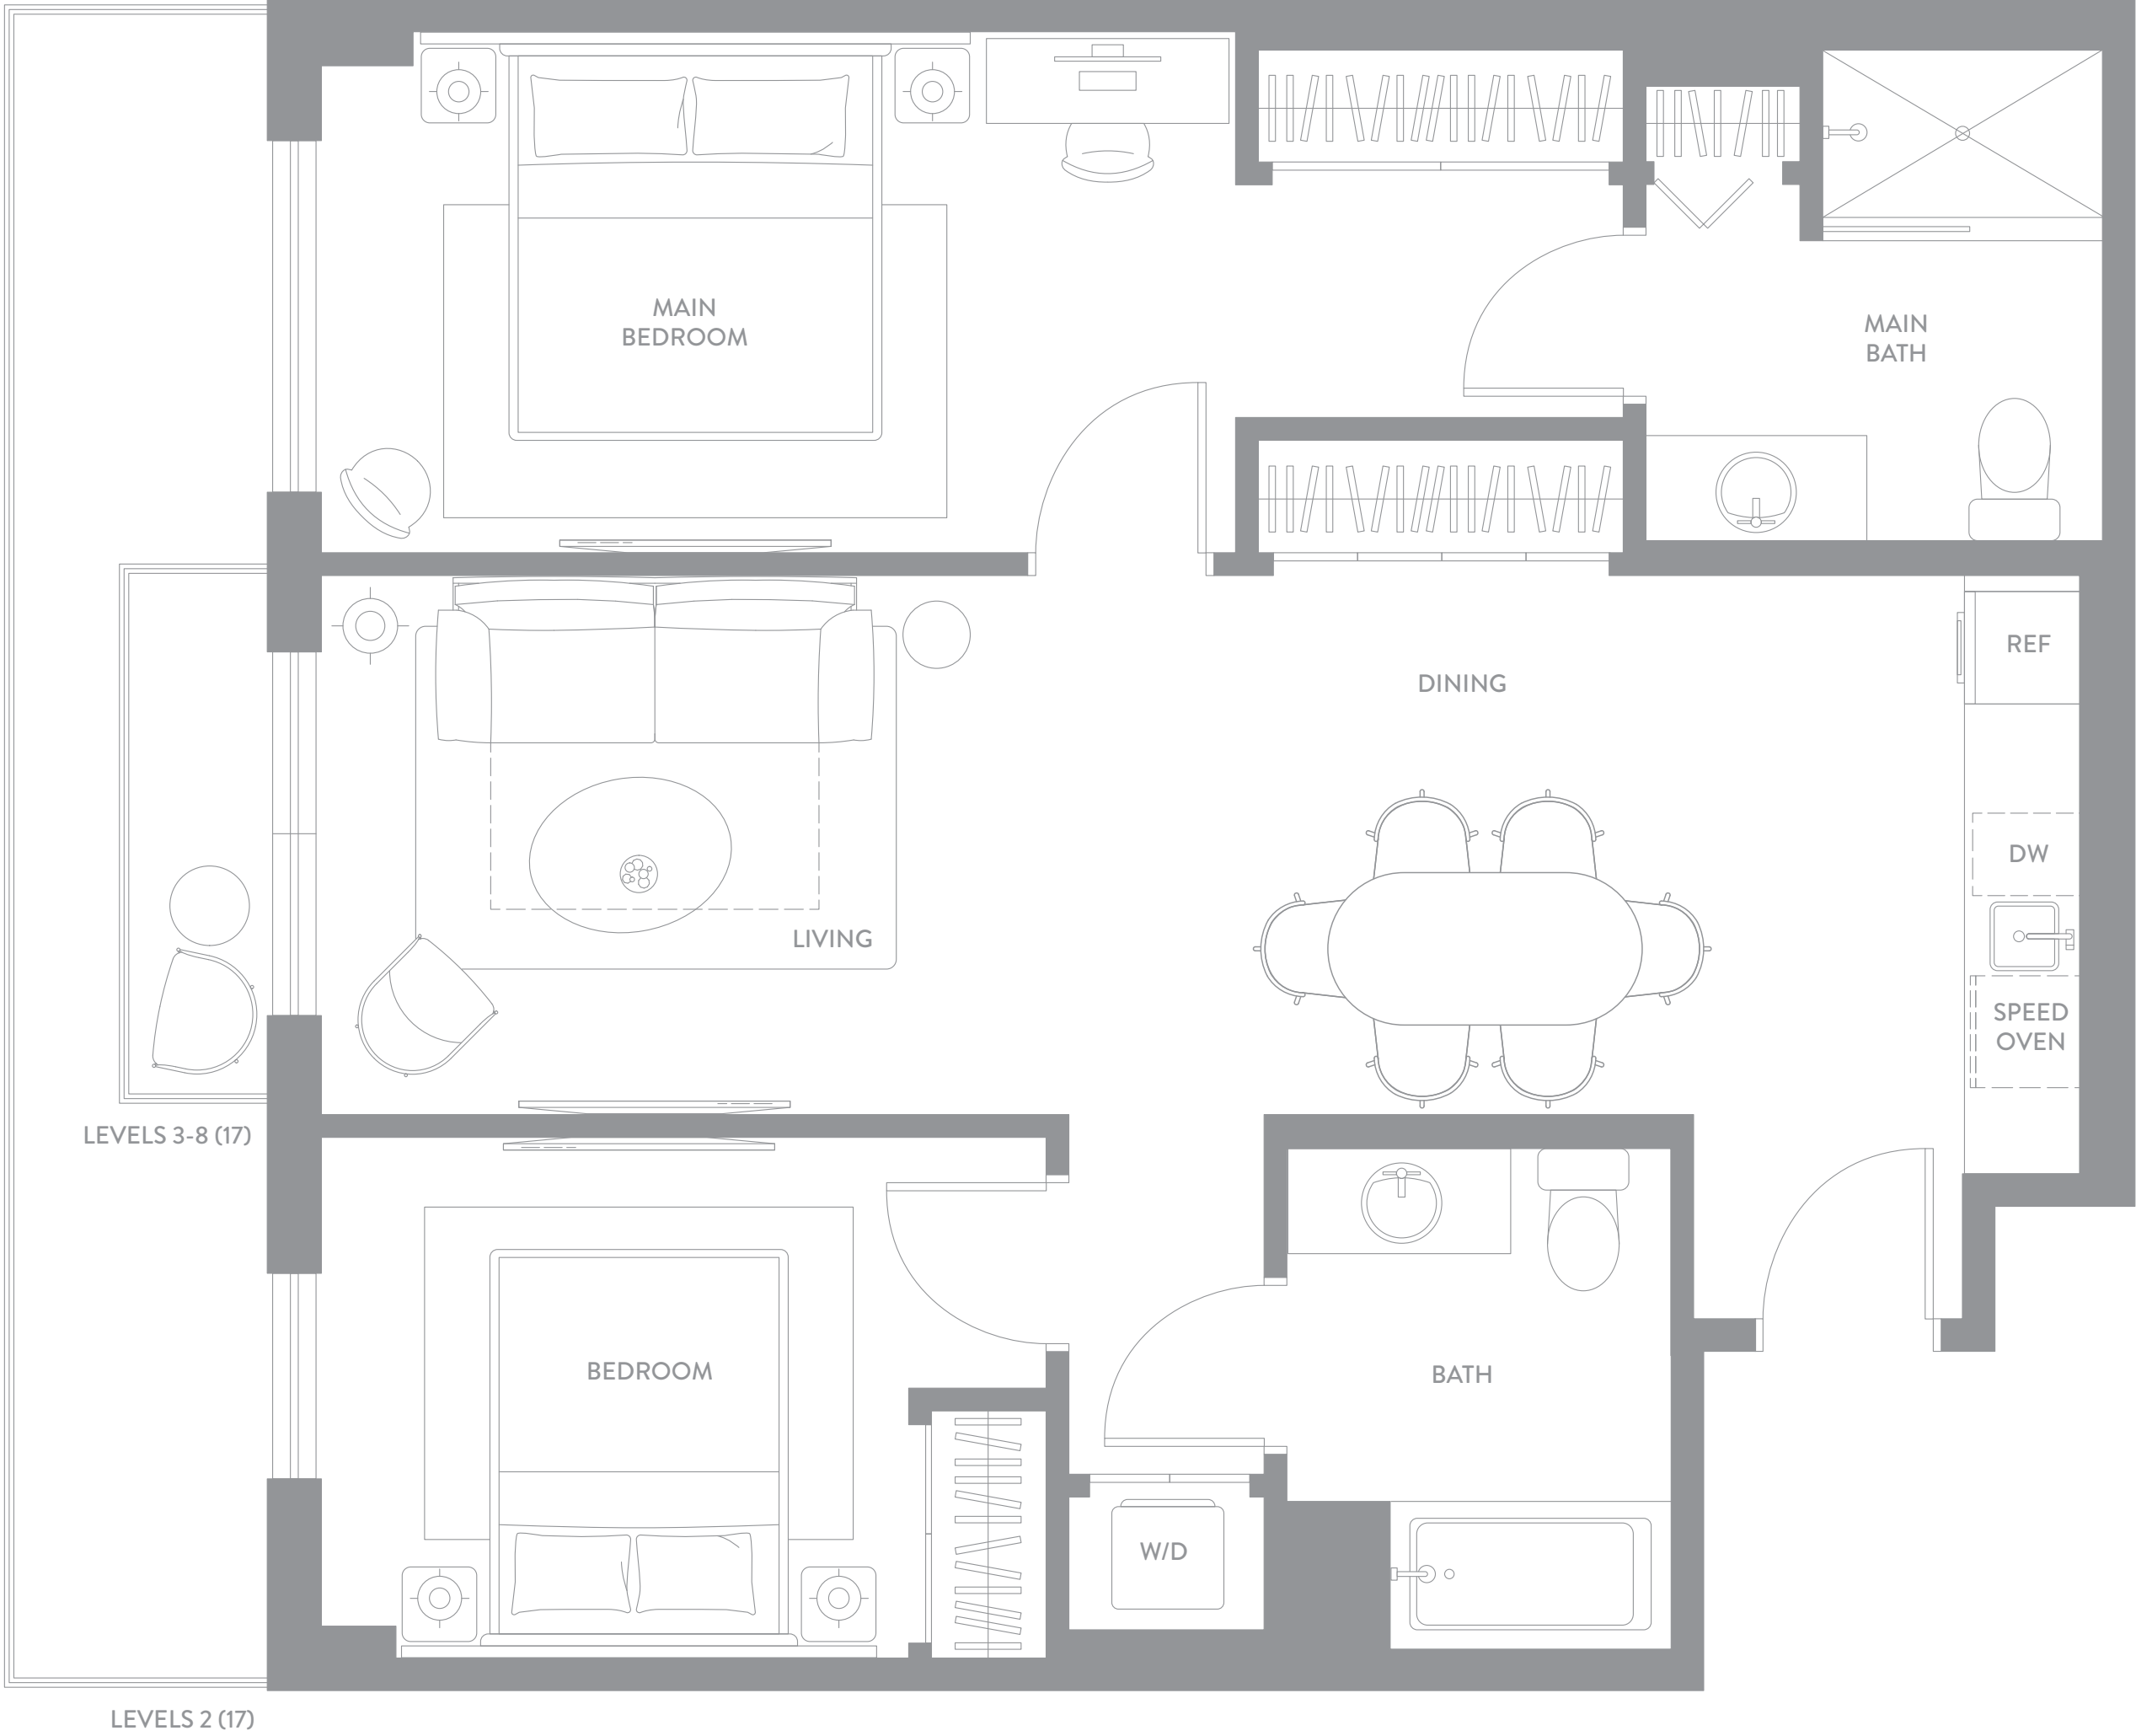 MAIN
BEDROOM
MAIN
BATH
REF
DINING
DW
LIVING
SPEED
OVEN
LEVELS 3-8 (17)
BEDROOM
BATH
W/D
LEVELS 2 (17)